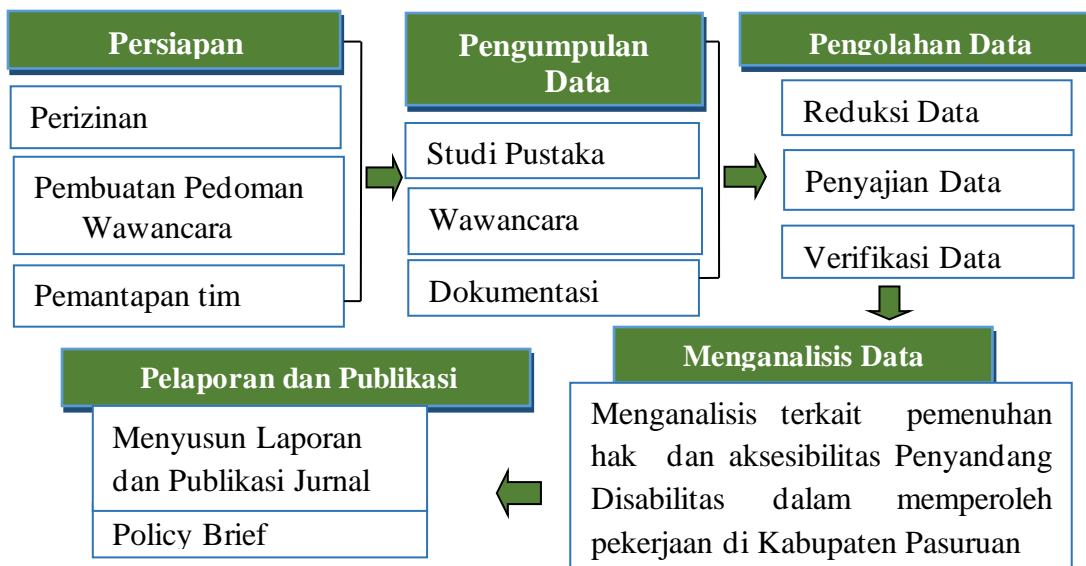 Persiapan
Perizinan
Pembuatan Pedoman
Wawancara
Pemantapan tim
Pengumpulan
Data
Studi Pustaka
Wawancara
Dokumentasi
Pengolahan Data
Reduksi Data
Penyajian Data
Verifikasi Data
Menganalisis Data
Menganalisis terkait pemenuhan
hak dan aksesibilitas Penyandang
Disabilitas dalam memperoleh
pekerjaan di Kabupaten Pasuruan
Pelaporan dan Publikasi
Menyusun Laporan
dan Publikasi Jurnal
Policy Brief